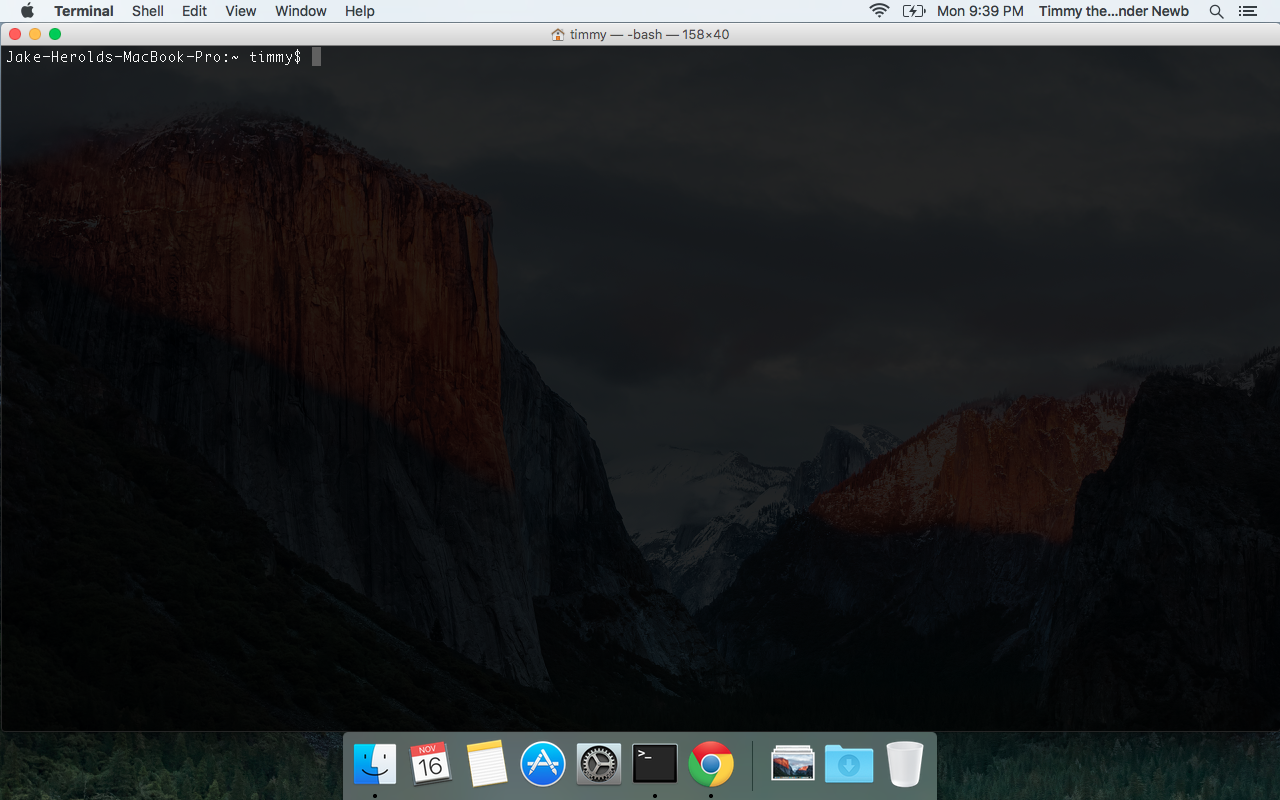 Terminal Shell Edit View Window Help Mon 9:39 PM Timmy the...nder Newb
timmy — -bash — 158×40
Jake-Herolds-MacBook-Pro:~ timmy$
NOV
16
>_